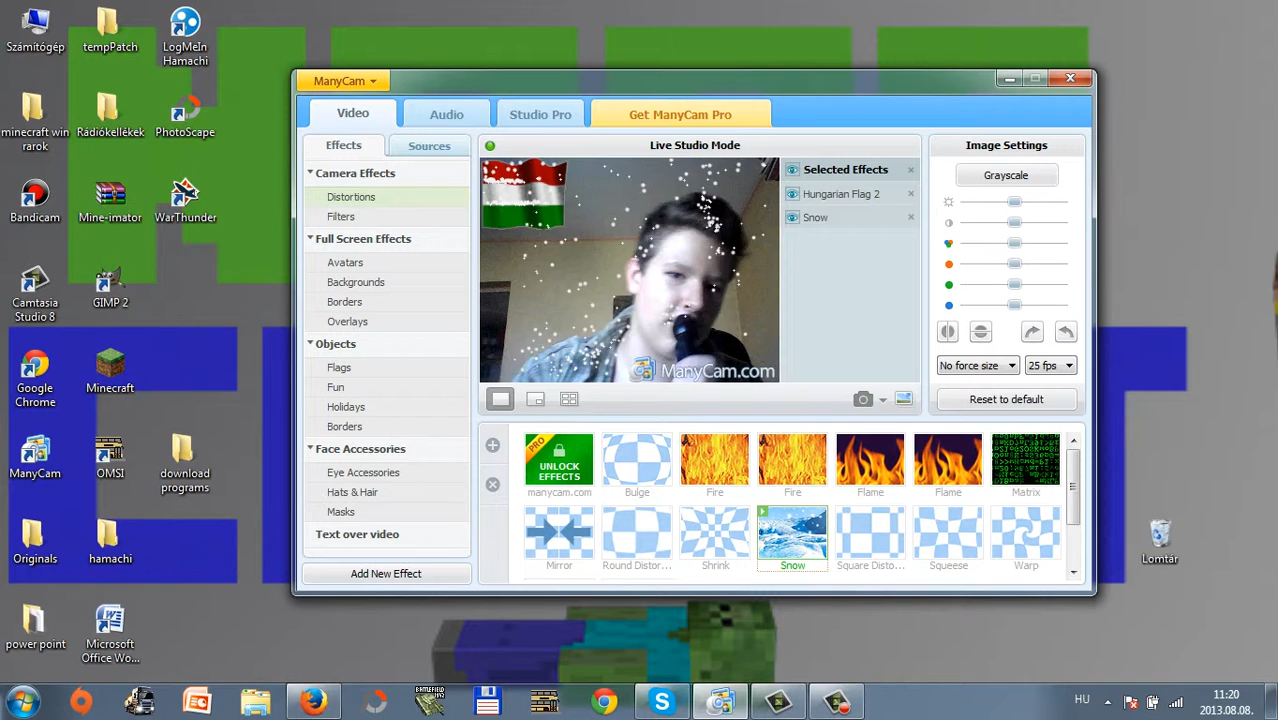 Számítógép
tempPatch
LogMeIn
Hamachi
minecraft win
rarok
Rádiókellékek
PhotoScape
Bandicam
Mine-imator
WarThunder
Camtasia
Studio 8
GIMP 2
Google
Chrome
Minecraft
ManyCam
OMSI
download
programs
Originals
hamachi
power point
Microsoft
Office Wo...
Lomtár
ManyCam
Video
Audio
Studio Pro
Get ManyCam Pro
Effects
Sources
Camera Effects
Distortions
Filters
Full Screen Effects
Avatars
Backgrounds
Borders
Overlays
Objects
Flags
Fun
Holidays
Borders
Face Accessories
Eye Accessories
Hats & Hair
Masks
Text over video
Add New Effect
Live Studio Mode
ManyCam.com
Selected Effects
Hungarian Flag 2
Snow
Image Settings
Grayscale
No force size
25 fps
Reset to default
PRO
UNLOCK
EFFECTS
manycam.com
Bulge
Fire
Fire
Flame
Flame
Matrix
Mirror
Round Distor...
Shrink
Snow
Square Disto...
Squeese
Warp
HU
11:20
2013.08.08.